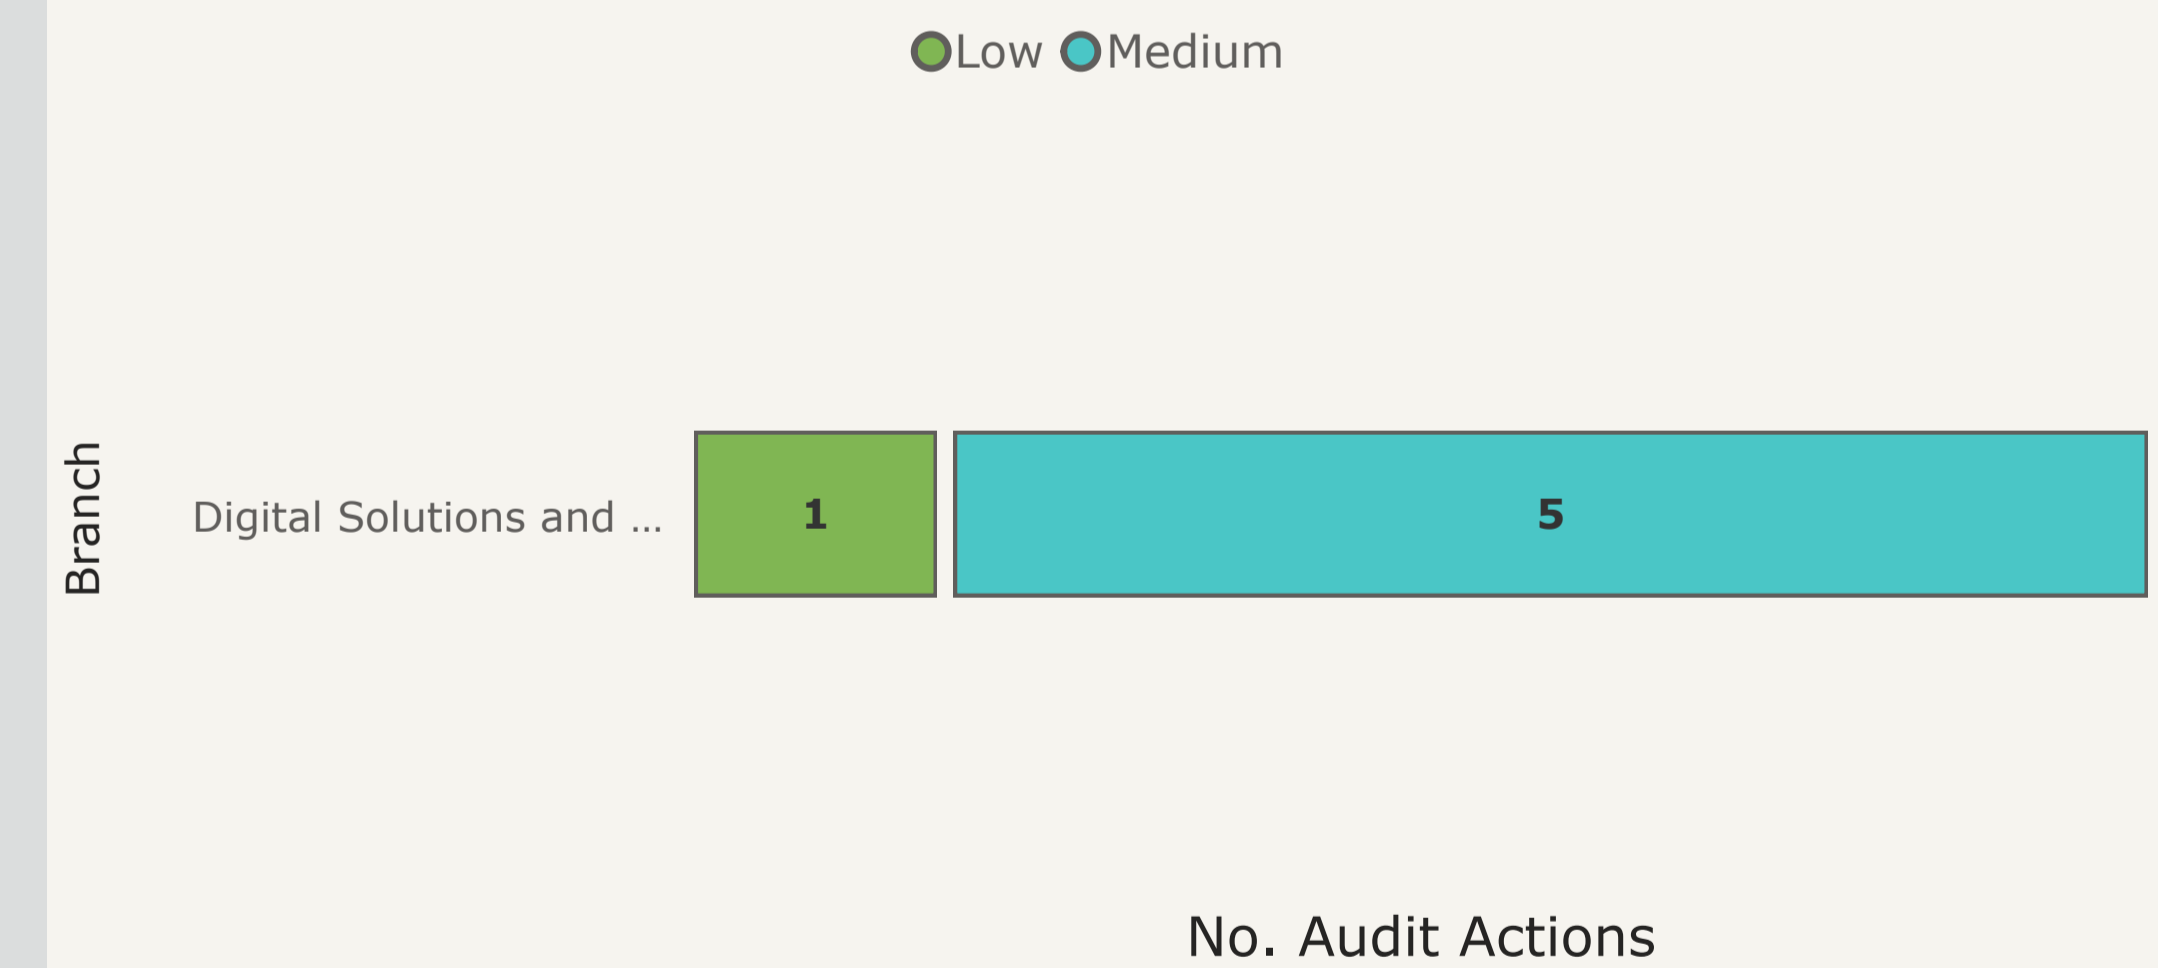 Low Medium
Branch
Digital Solutions and ...
1 5
No. Audit Actions